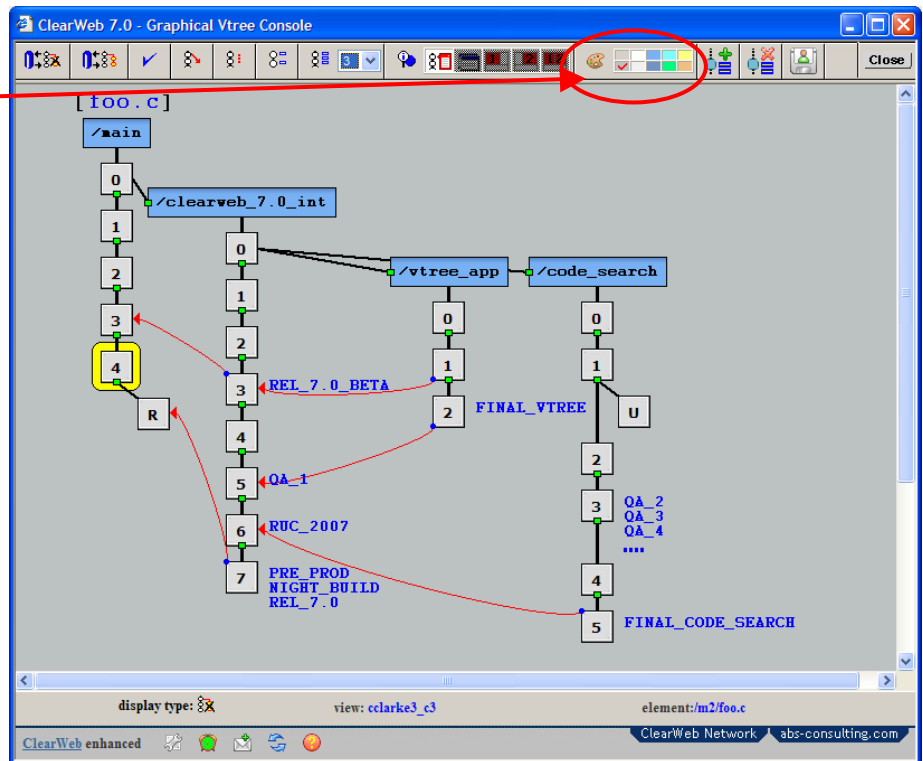 ClearWeb 7.0 - Graphical Vtree Console
3
Close
[foo.c]
/main
0
/clearweb_7.0_int
1
0
2
/vtree_app
/code_search
1
3
0
0
2
4
1
1
3
REL_7.0_BETA
R
2
FINAL_VTREE
U
4
2
5
QA_1
3
QA_2
QA_3
QA_4
....
6
RUC_2007
7
PRE_PROD
NIGHT_BUILD
REL_7.0
4
5
FINAL_CODE_SEARCH
display type:
view: cclarke3_c3
element:/m2/foo.c
ClearWeb enhanced
ClearWeb Network
abs-consulting.com